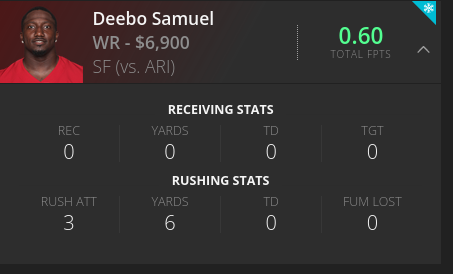 Deebo Samuel
WR - $6,900
SF (vs. ARI)
0.60
TOTAL FPTS
RECEIVING STATS
REC YARDS TD TGT
0 0 0 0
RUSHING STATS
RUSH ATT YARDS TD FUM LOST
3 6 0 0